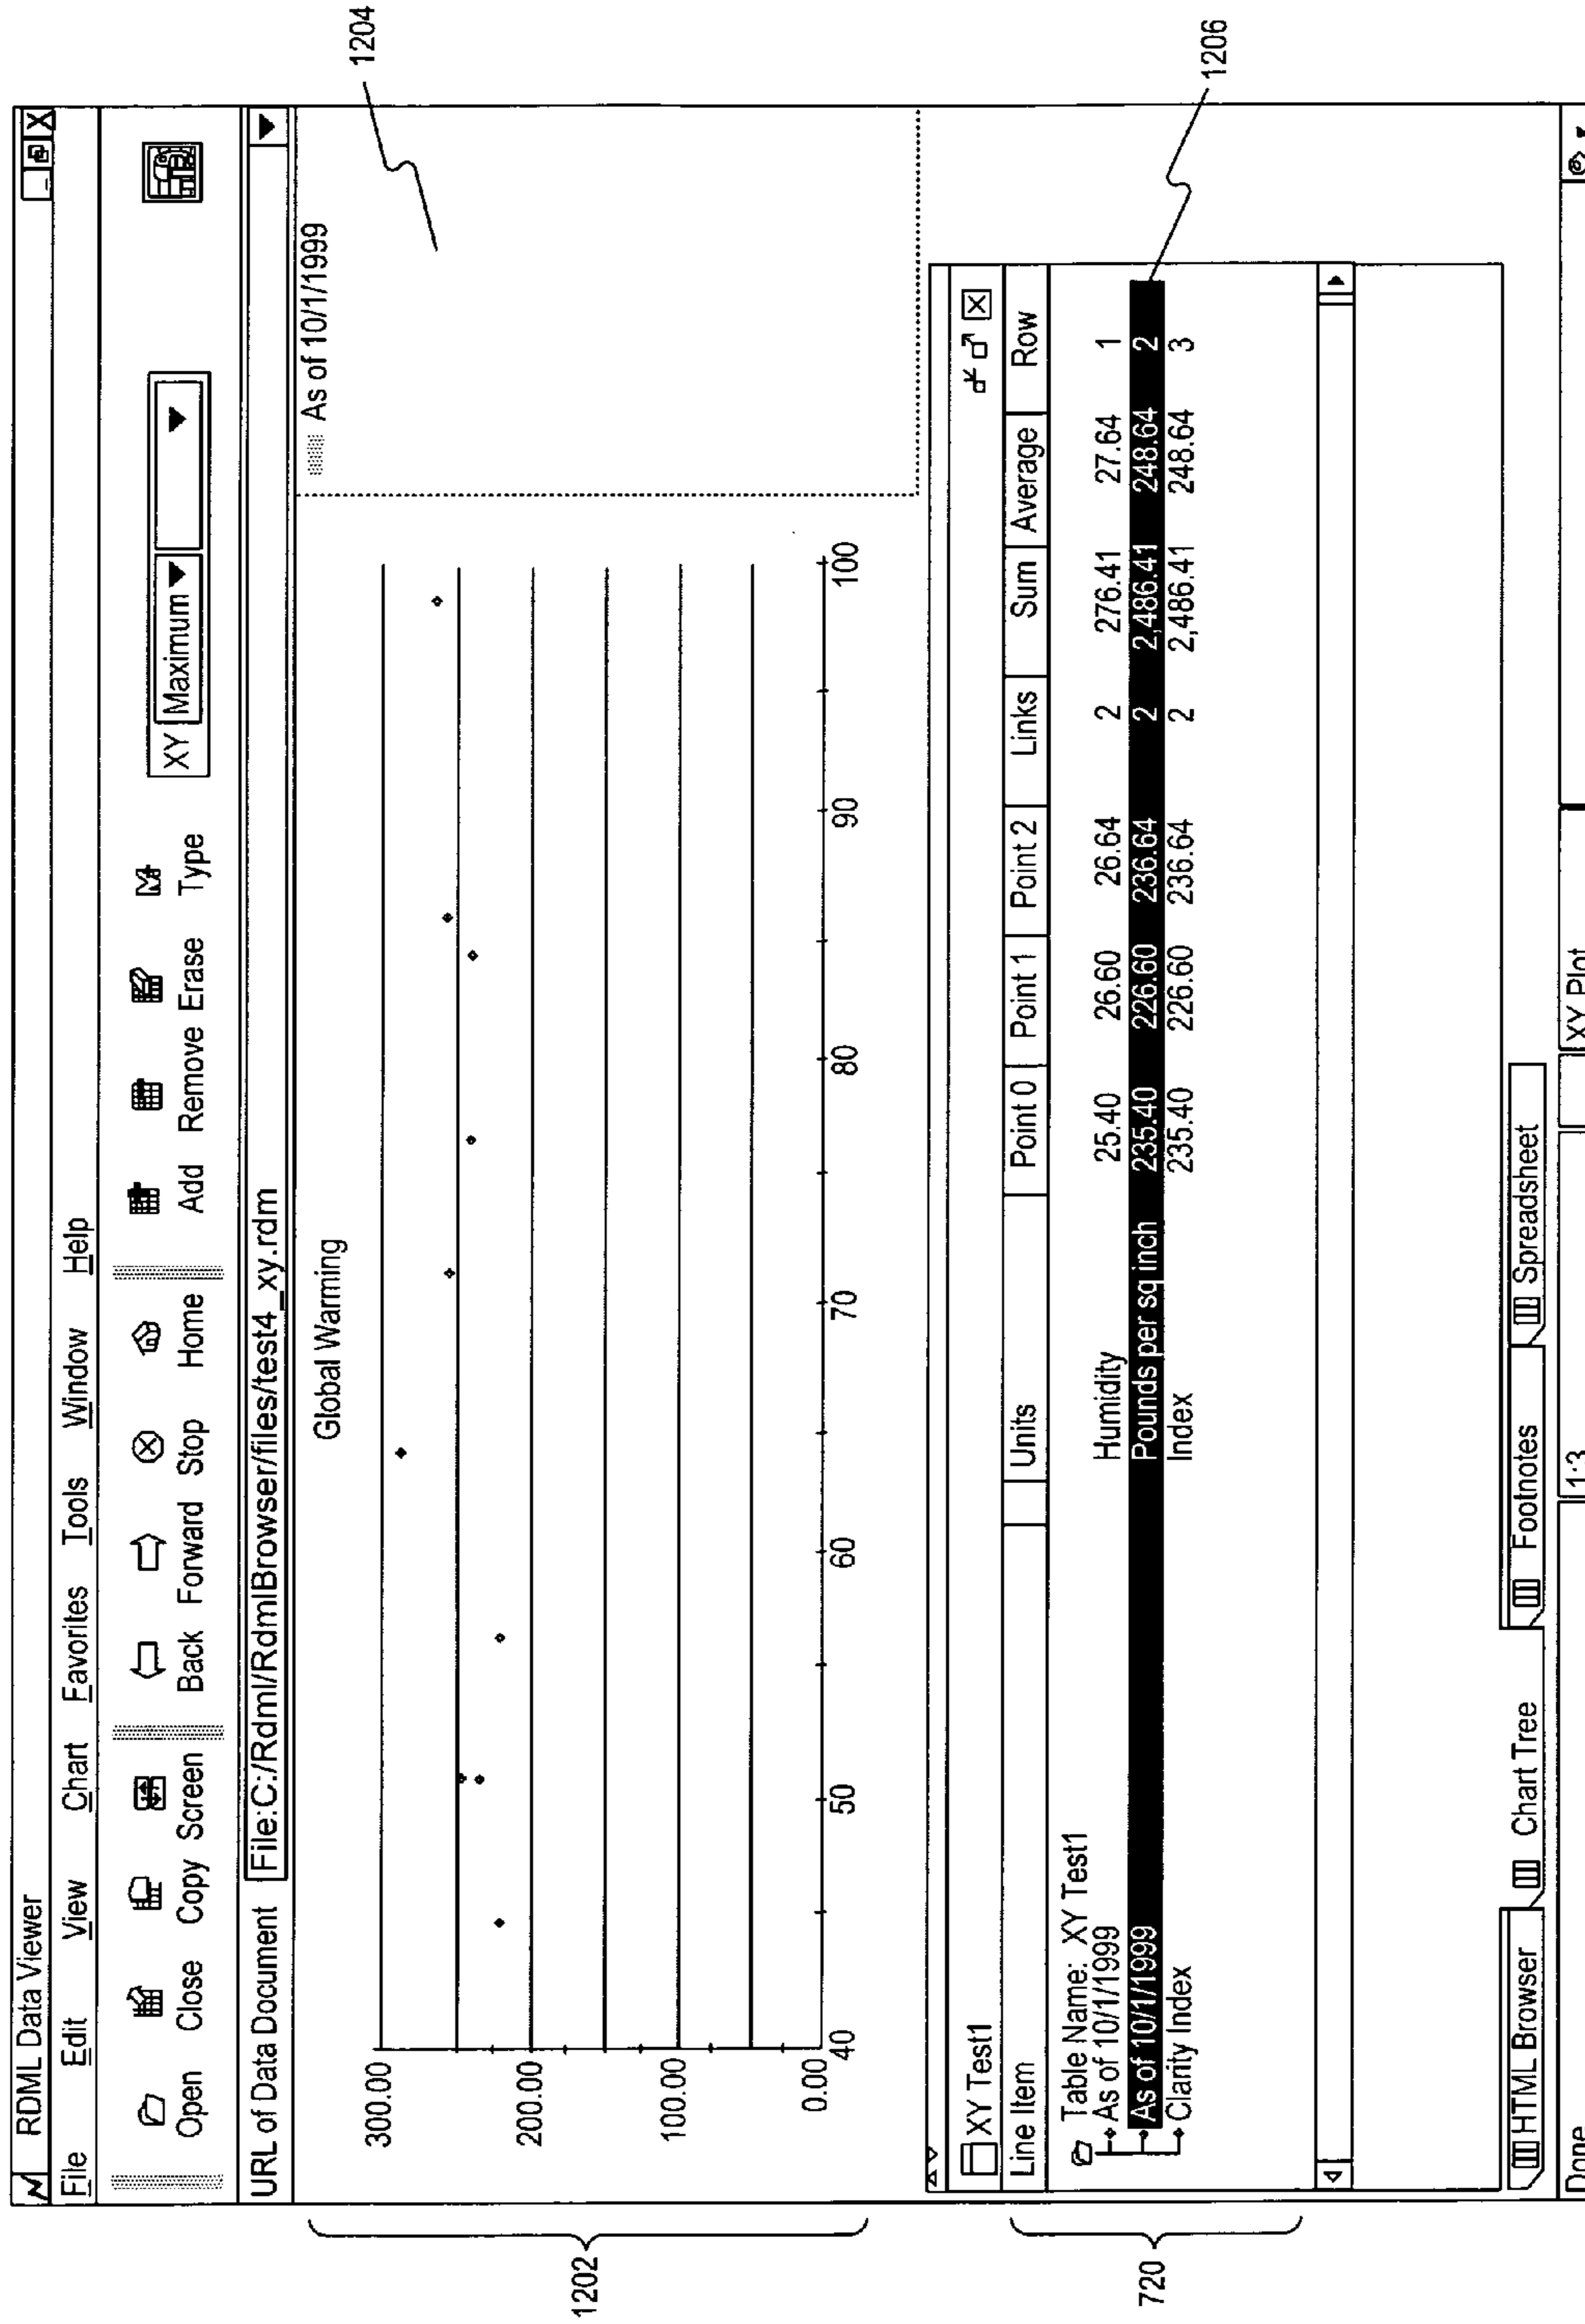 RDML Data Viewer
File Edit View Chart Favorites Tools Window Help
Open Close Copy Screen Back Forward Stop Home Add Remove Erase Type XY Maximum
URL of Data Document File:C:/Rdml/RdmlBrowser/files/test4_xy.rdm
Global Warming
As of 10/1/1999
1204
300.00
200.00
100.00
0.00
40 50 60 70 80 90 100
1202
XY Test1
Line Item Units Point 0 Point 1 Point 2 Links Sum Average Row
Table Name: XY Test1
As of 10/1/1999 Humidity 25.40 26.60 26.64 2 276.41 27.64 1
As of 10/1/1999 Pounds per sq inch 235.40 226.60 236.64 2 2,486.41 248.64 2
Clarity Index Index 235.40 226.60 236.64 2 2,486.41 248.64 3
1206
720
HTML Browser Chart Tree Footnotes Spreadsheet
Done 1:3 XY Plot